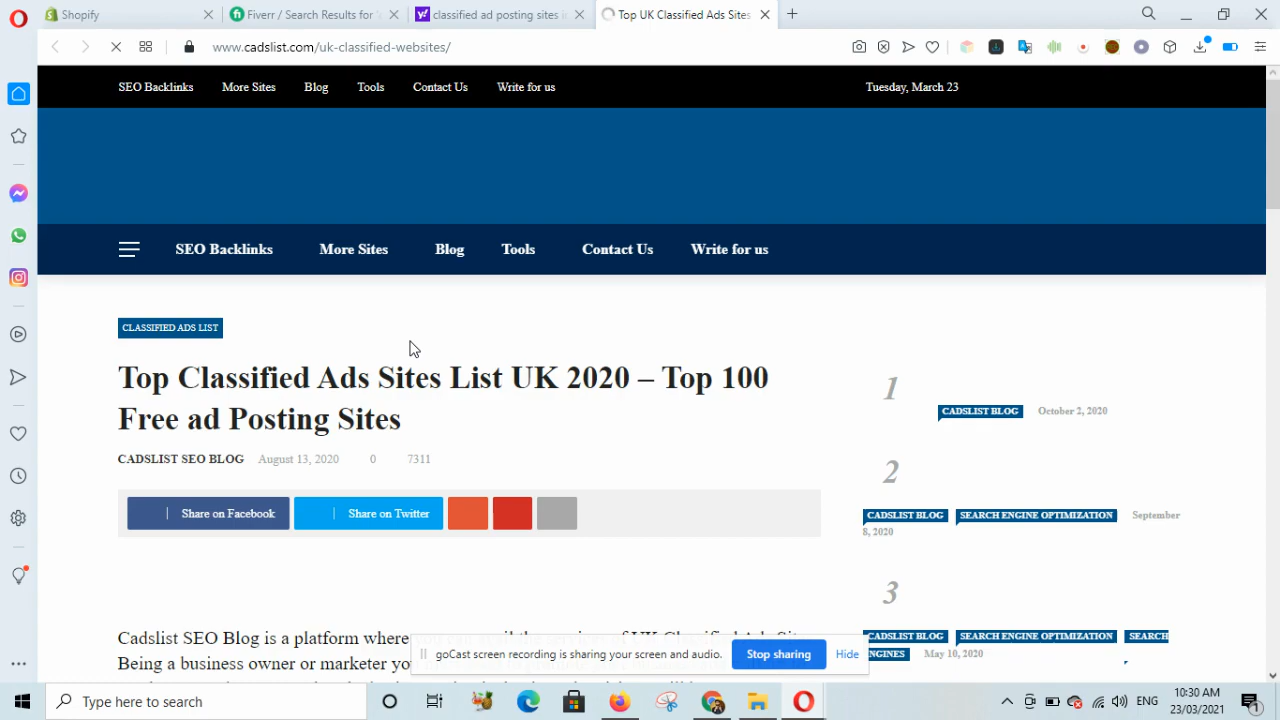 Shopify
Fiverr / Search Results for '
classified ad posting sites i
Top UK Classified Ads Sites
www.cadslist.com/uk-classified-websites/
SEO Backlinks More Sites Blog Tools Contact Us Write for us
Tuesday, March 23
SEO Backlinks More Sites Blog Tools Contact Us Write for us
CLASSIFIED ADS LIST
Top Classified Ads Sites List UK 2020 – Top 100
Free ad Posting Sites
CADSLIST SEO BLOG August 13, 2020 0 7311
Share on Facebook
Share on Twitter
1
CADSLIST BLOG October 2, 2020
2
CADSLIST BLOG SEARCH ENGINE OPTIMIZATION September
8, 2020
3
CADSLIST BLOG SEARCH ENGINE OPTIMIZATION SEARCH
NGINES May 10, 2020
Cadslist SEO Blog is a platform where
Being a business owner or marketer
goCast screen recording is sharing your screen and audio.
Stop sharing
Hide
Type here to search
ENG
10:30 AM
23/03/2021
1